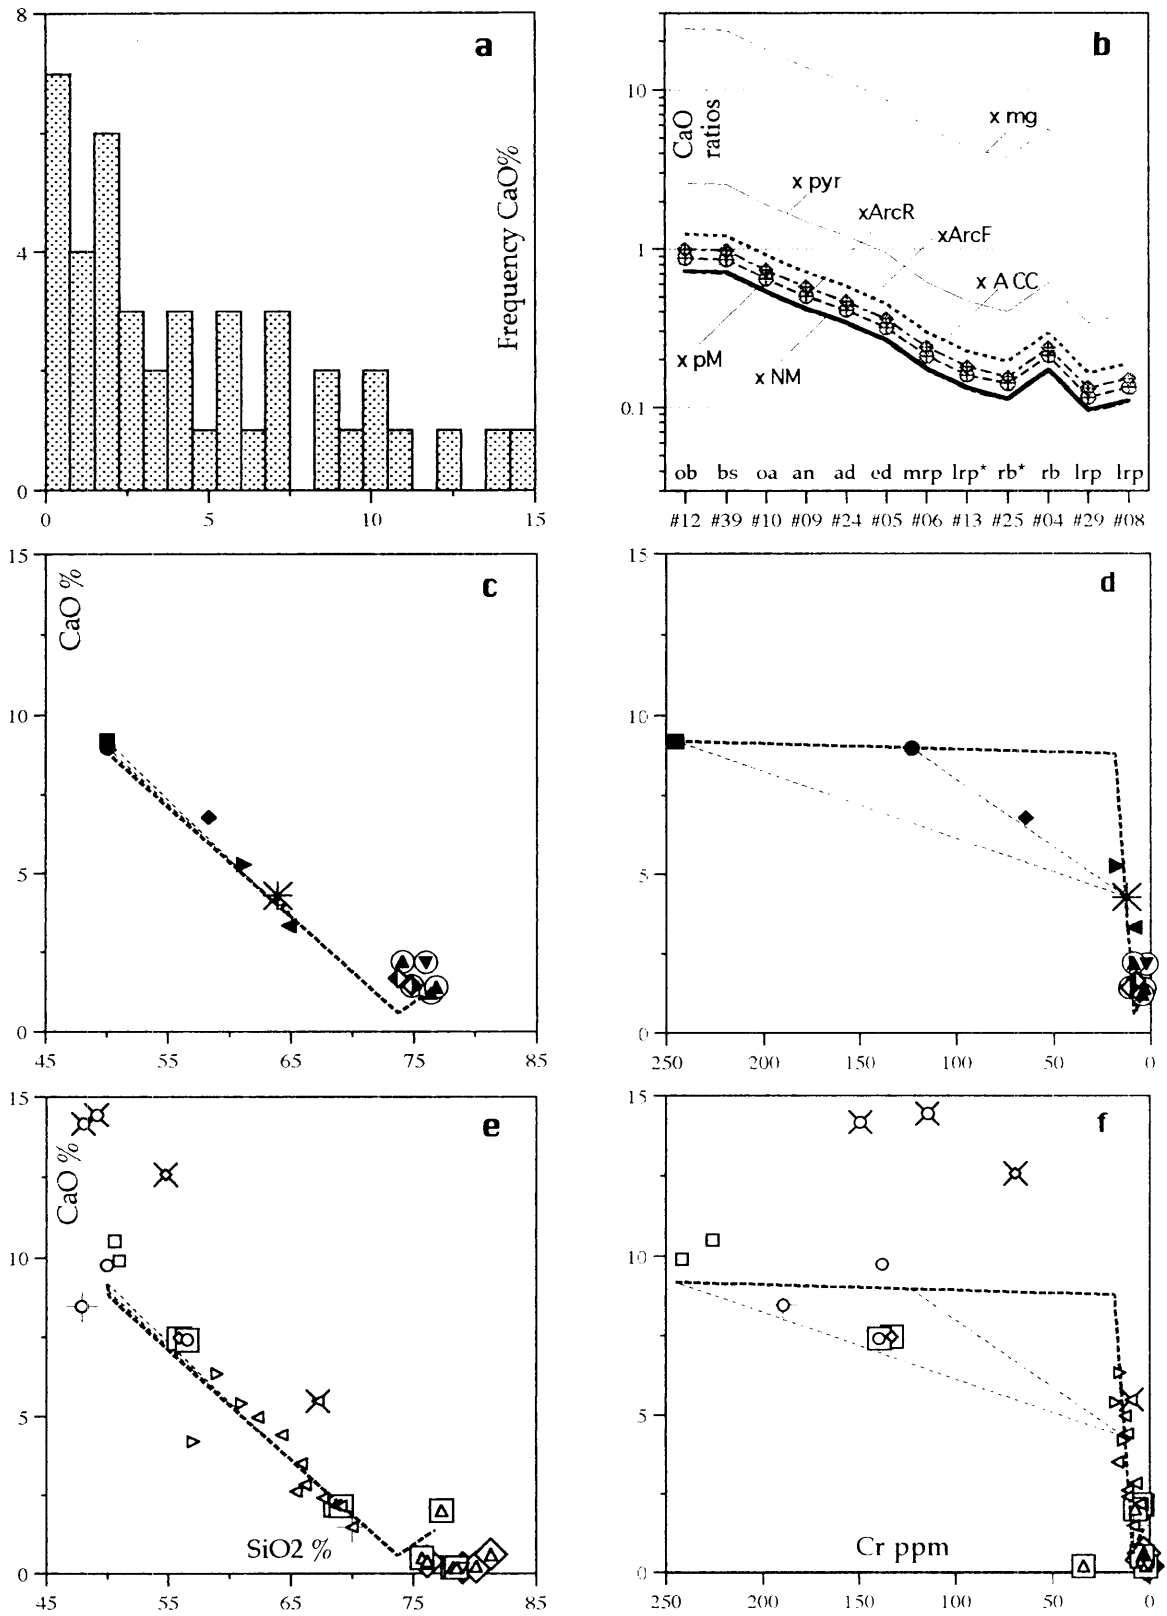 8
a
4
Frequency CaO%
0
0 5 10 15
b
CaO
ratios
10
x mg
x pyr
xArcR
xArcF
1
x ACC
x pM
x NM
0.1
ob bs oa an ad ed mrp lrp* rb* rb lrp lrp
#12 #39 #10 #09 #24 #05 #06 #13 #25 #04 #29 #08
15
c
CaO %
10
5
0
45 55 65 75 85
15
d
10
5
0
250 200 150 100 50 0
15
e
CaO %
10
5
SiO2 %
0
45 55 65 75 85
15
f
10
5
Cr ppm
0
250 200 150 100 50 0